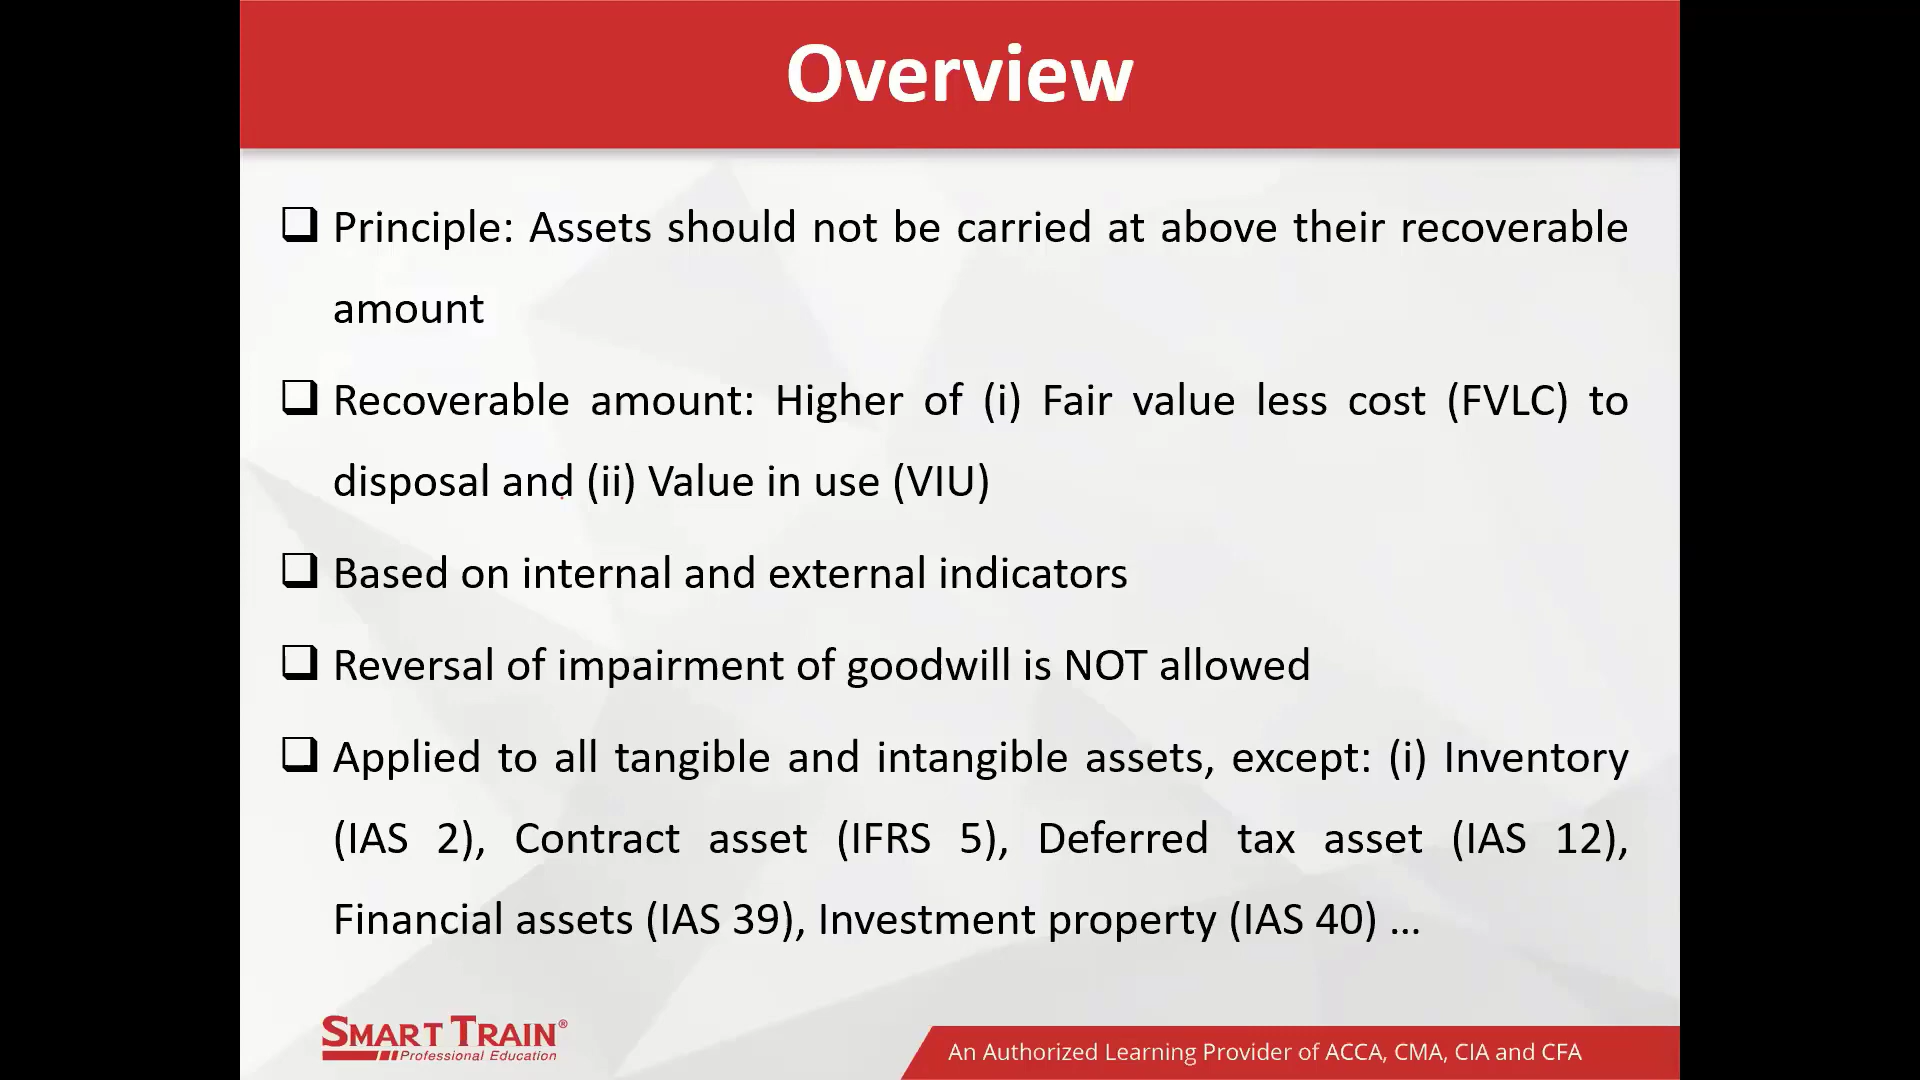 Overview
Principle: Assets should not be carried at above their recoverable
amount
Recoverable amount: Higher of (i) Fair value less cost (FVLC) to
disposal and (ii) Value in use (VIU)
Based on internal and external indicators
Reversal of impairment of goodwill is NOT allowed
Applied to all tangible and intangible assets, except: (i) Inventory
(IAS 2), Contract asset (IFRS 5), Deferred tax asset (IAS 12),
Financial assets (IAS 39), Investment property (IAS 40) ...
SMART TRAIN®
Professional Education
An Authorized Learning Provider of ACCA, CMA, CIA and CFA